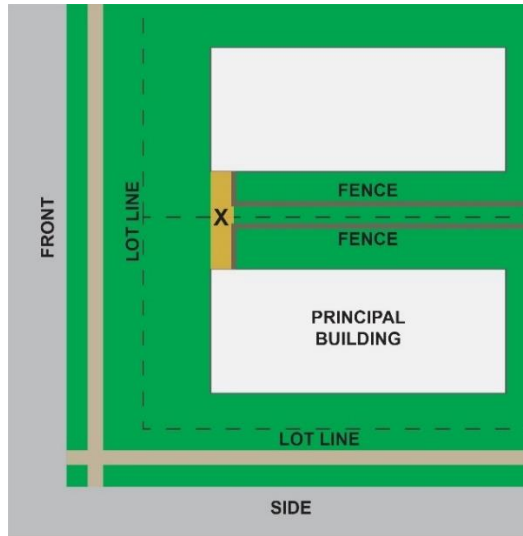 FENCE
LOT LINE
FRONT
X
FENCE
PRINCIPAL
BUILDING
LOT LINE
SIDE